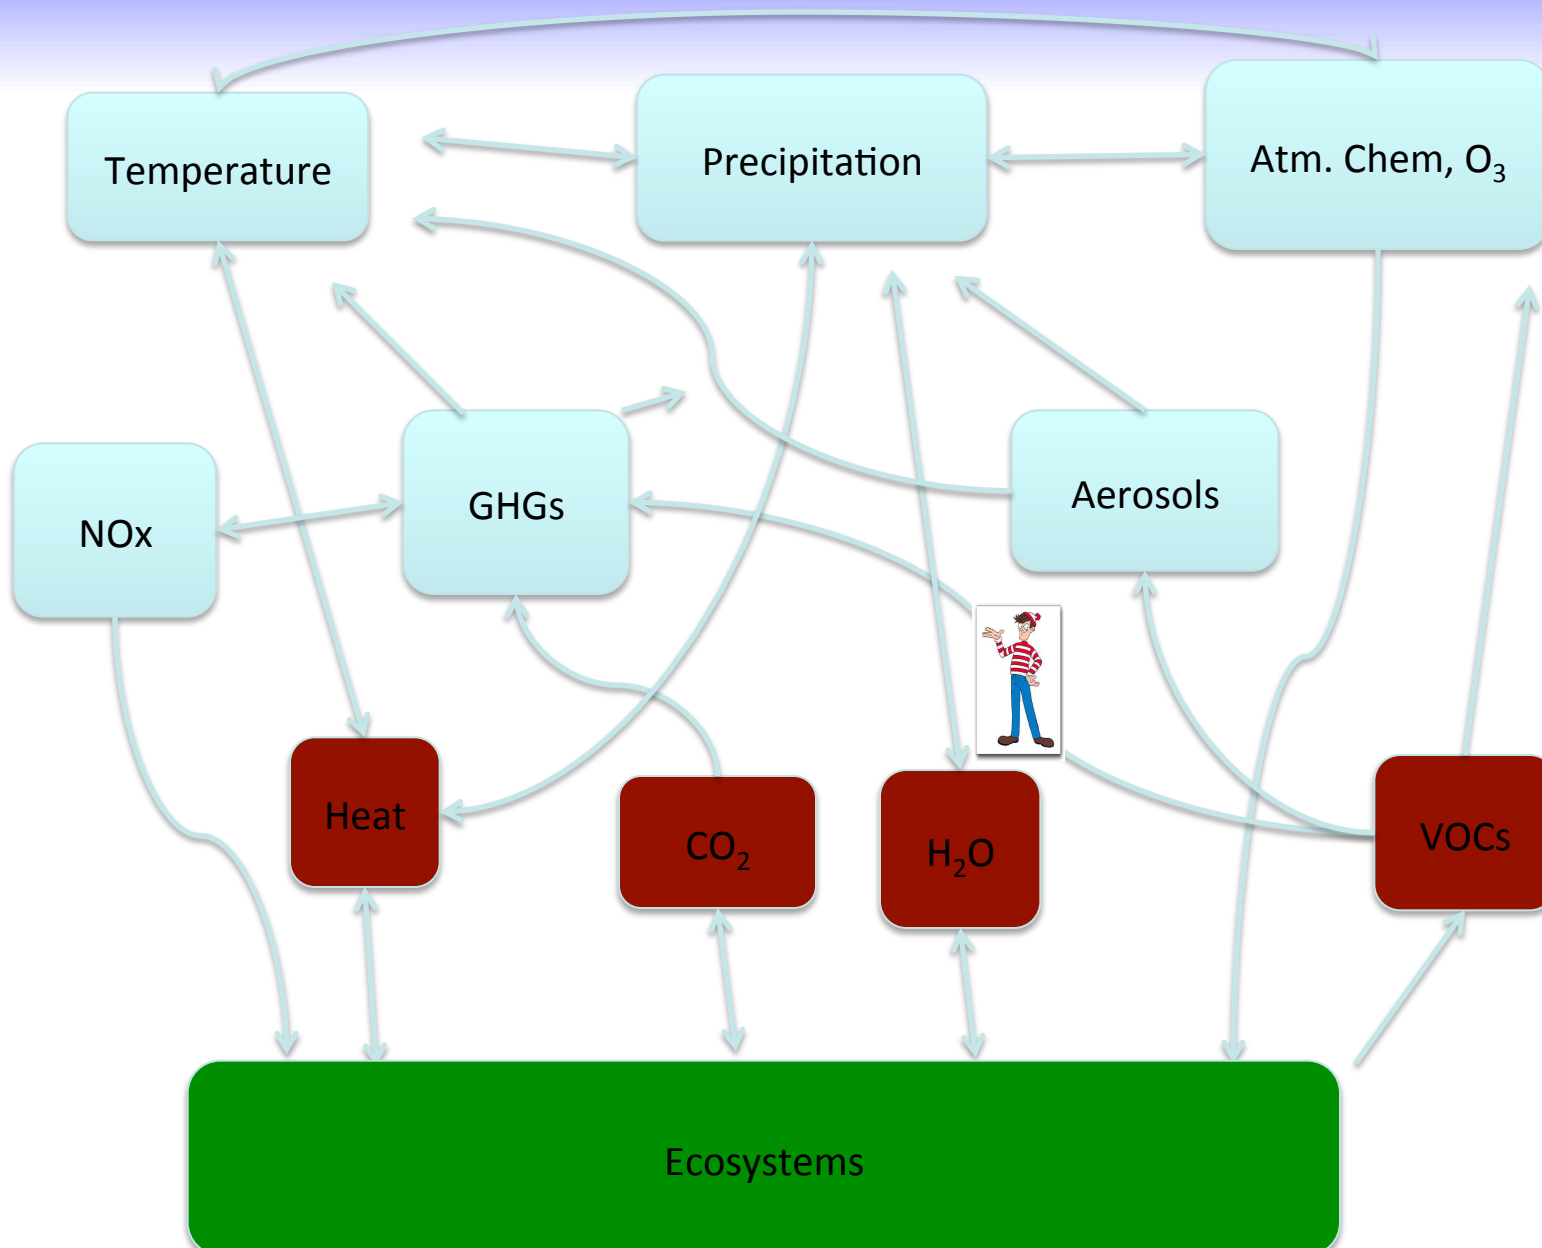 Temperature
Precipitation
Atm. Chem, O₃
NOx
GHGs
Aerosols
Heat
CO₂
H₂O
VOCs
Ecosystems